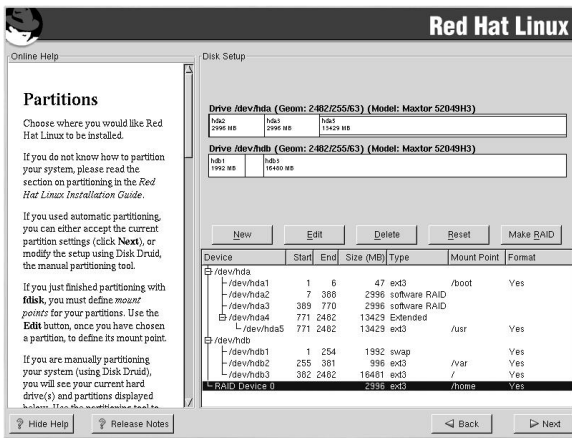 Red Hat Linux
Online Help
Partitions
Choose where you would like Red
Hat Linux to be installed.
If you do not know how to partition
your system, please read the
section on partitioning in the Red
Hat Linux Installation Guide.
If you used automatic partitioning,
you can either accept the current
partition settings (click Next), or
modify the setup using Disk Druid,
the manual partitioning tool.
If you just finished partitioning with
fdisk, you must define mount
points for your partitions. Use the
Edit button, once you have chosen
a partition, to define its mount point.
If you are manually partitioning
your system (using Disk Druid),
you will see your current hard
drive(s) and partitions displayed
below. Use the partitioning tool to
Disk Setup
Drive /dev/hda (Geom: 2482/255/63) (Model: Maxtor 52049H3)
hda2 hda3 hda5
2996 MB 2996 MB 13429 MB
Drive /dev/hdb (Geom: 2482/255/63) (Model: Maxtor 52049H3)
hdb1 hdb3
1992 MB 16480 MB
New Edit Delete Reset Make RAID
Device Start End Size (MB) Type Mount Point Format
/dev/hda
/dev/hda1 1 6 47 ext3 /boot Yes
/dev/hda2 7 388 2996 software RAID
/dev/hda3 389 770 2996 software RAID
/dev/hda4 771 2482 13429 Extended
/dev/hda5 771 2482 13429 ext3 /usr Yes
/dev/hdb
/dev/hdb1 1 254 1992 swap Yes
/dev/hdb2 255 381 996 ext3 /var Yes
/dev/hdb3 382 2482 16481 ext3 / Yes
RAID Device 0 2996 ext3 /home Yes
Hide Help Release Notes Back Next